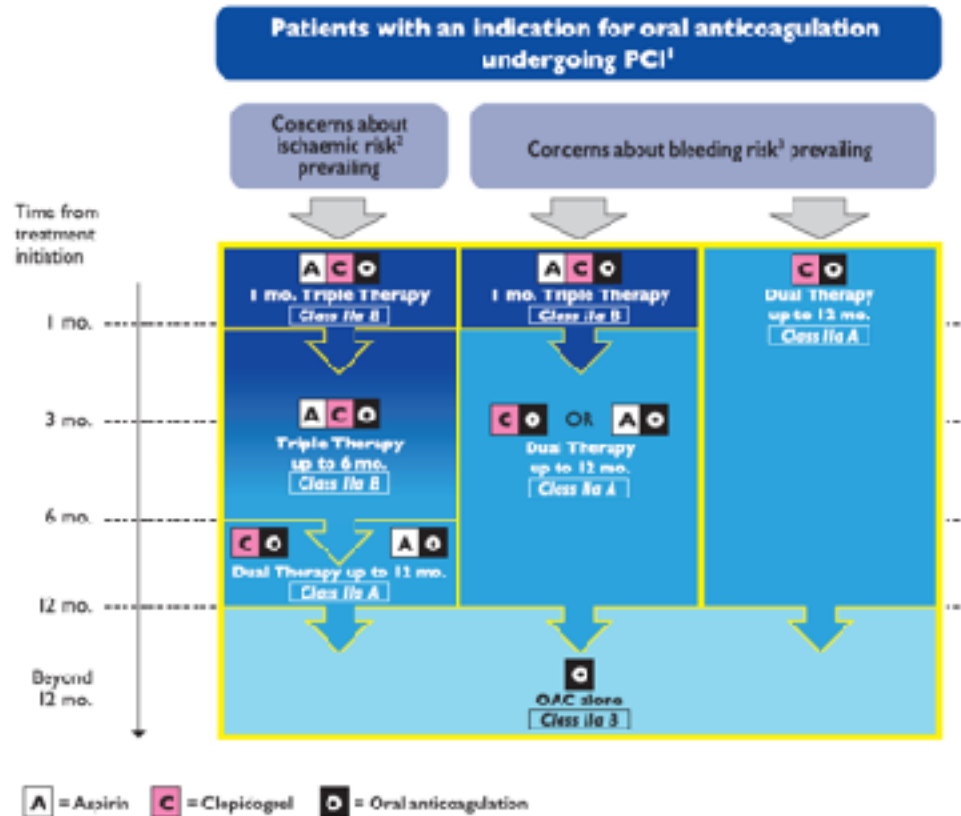 Patients with an indication for oral anticoagulation
undergoing PCI¹
Concerns about
ischaemic risk²
prevailing
Concerns about bleeding risk³ prevailing
Time from
treatment
initiation
A C O
1 mo. Triple Therapy
Class IIa B
A C O
1 mo. Triple Therapy
Class IIa B
C O
Dual Therapy
up to 12 mo.
Class IIa A
1 mo.
3 mo.
A C O
Triple Therapy
up to 6 mo.
Class IIa B
C O OR A O
Dual Therapy
up to 12 mo.
Class IIa A
6 mo.
C O A O
Dual Therapy up to 12 mo.
Class IIa A
12 mo.
Beyond
12 mo.
O
OAC alone
Class IIa B
A = Aspirin C = Clopidogrel O = Oral anticoagulation